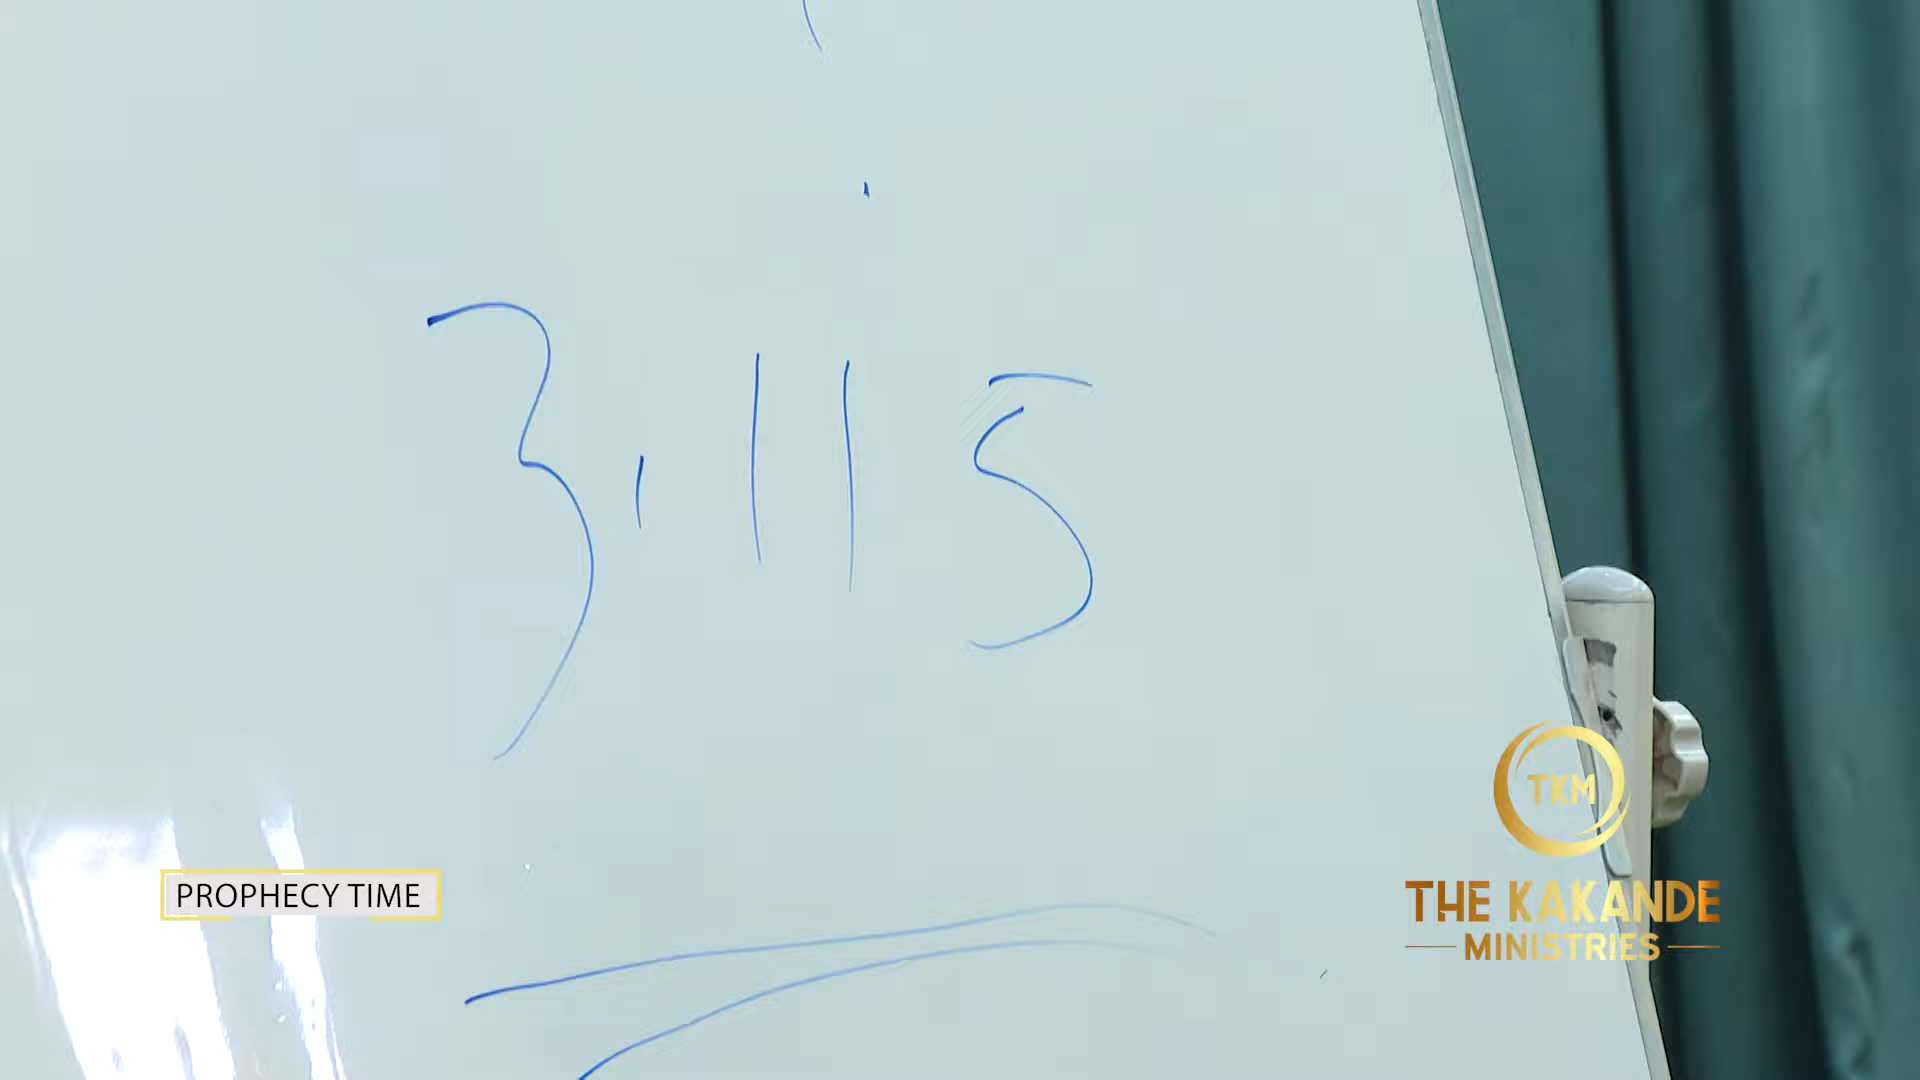 3,115
PROPHECY TIME
TKM
THE KAKANDE
MINISTRIES